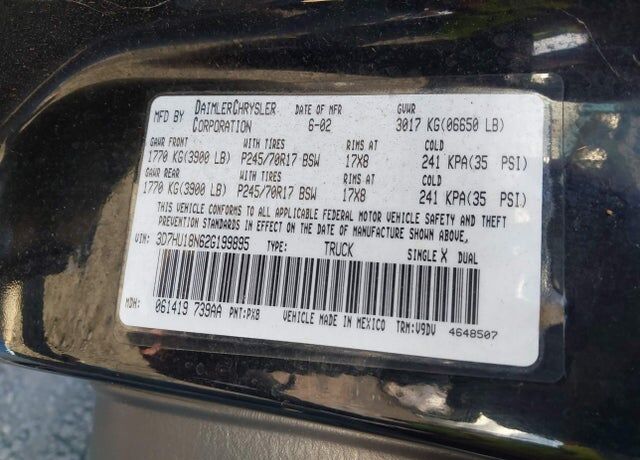 MFD BY DAIMLERCHRYSLER CORPORATION DATE OF MFR 6-02 GVWR 3017 KG(06650 LB)
GAWR FRONT WITH TIRES RIMS AT COLD
1770 KG(3900 LB) P245/70R17 BSW 17X8 241 KPA(35 PSI)
GAWR REAR WITH TIRES RIMS AT COLD
1770 KG(3900 LB) P245/70R17 BSW 17X8 241 KPA(35 PSI)
THIS VEHICLE CONFORMS TO ALL APPLICABLE FEDERAL MOTOR VEHICLE SAFETY AND THEFT
PREVENTION STANDARDS IN EFFECT ON THE DATE OF MANUFACTURE SHOWN ABOVE.
VIN: 3D7HU18N62G199895 TYPE: TRUCK SINGLE X DUAL
MDH: 061419 739AA PNT:PX8 VEHICLE MADE IN MEXICO TRM:V9DV 4648507